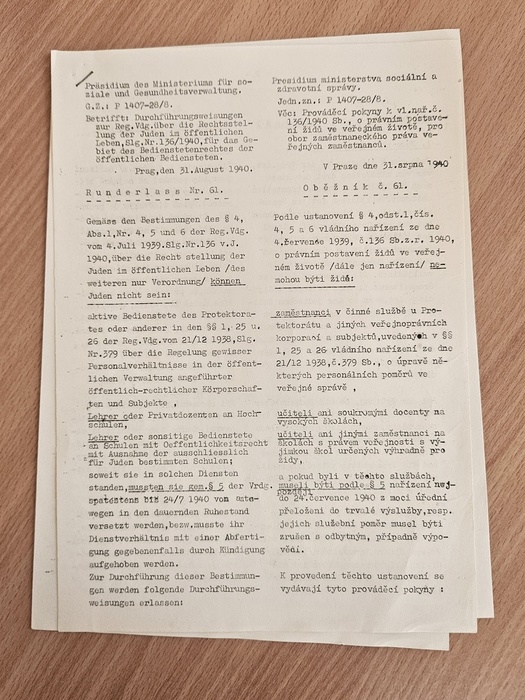 Präsidium des Ministeriums für so-
ziale und Gesundheitsverwaltung.
G.Z.: P 1407-28/8.
Betrifft: Durchführungsweisungen
zur Reg.Vdg.über die Rechtsstel-
lung der Juden im öffentlichen
Leben,Slg.Nr.136/1940,für das Ge-
biet des Bedienstetenrechtes der
öffentlichen Bediensteten.
Prag,den 31.August 1940.
Runderlass Nr. 61.
Gemäss den Bestimmungen des § 4,
Abs.1,Nr. 4, 5 und 6 der Reg.Vdg.
vom 4.Juli 1939.Slg.Nr.136 v.J.
1940,über die Recht stellung der
Juden im öffentlichen Leben /des
weiteren nur Verordnung/ können
Juden nicht sein:
aktive Bedienstete des Protektora-
tes oder anderer in den §§ 1, 25 u.
26 der Reg.Vdg.vom 21/12 1938,Slg.
Nr.379 über die Regelung gewisser
Personalverhältnisse in der öffent-
lichen Verwaltung angeführter
öffentlich-rechtlicher Körperschaf-
ten und Subjekte ,
Lehrer oder Privatdozenten an Hoch-
schulen,
Lehrer oder sonstige Bedienstete
an Schulen mit Oeffentlichkeitsrecht
mit Ausnahme der ausschliesslich
für Juden bestimmten Schulen;
soweit sie in solchen Diensten
standen,mussten sie gem.§ 5 der Vrdg.
spätestens bis 24/7 1940 von amts-
wegen in den dauernden Ruhestand
versetzt werden,bezw.musste ihr
Dienstverhältnis mit einer Abferti-
gung gegebenenfalls durch Kündigung
aufgehoben werden.
Zur Durchführung dieser Bestimmun-
gen werden folgende Durchführungs-
weisungen erlassen:
Presidium ministerstva sociální a
zdravotní správy.
Jedn.zn.: P 1407-28/8.
Věc: Prováděcí pokyny k vl.nař.č.
136/1940 Sb., o právním postave-
ní židů ve veřejném životě, pro
obor zaměstnaneckého práva ve-
řejných zaměstnanců.
V Praze dne 31.srpna 1940
Oběžník č. 61.
Podle ustanovení § 4,odst.1,čís.
4, 5 a 6 vládního nařízení ze dne
4.července 1939, č.136 Sb.z.r. 1940,
o právním postavení židů ve veřej-
ném životě /dále jen nařízení/ ne-
mohou býti židů:
zaměstnanci v činné službě u Pro-
tektorátu a jiných veřejnoprávních
korporací a subjektů,uvedených v §§
1, 25 a 26 vládního nařízení ze dne
21/12 1938,č.379 Sb., o úpravě ně-
kterých personálních poměrů ve
veřejné správě ,
učiteli ani soukromými docenty na
vysokých školách,
učiteli ani jinými zaměstnanci na
školách s právem veřejnosti s vý-
jimkou škol určených výhradně pro
židy,
a pokud byli v těchto službách,
museli býti podle § 5 nařízení nej-
později
do 24.července 1940 z moci úřední
přeloženi do trvalé výslužby,resp.
jejich služební poměr musel býti
zrušen s odbytným, případně výpo-
vědí.
K provedení těchto ustanovení se
vydávají tyto prováděcí pokyny :